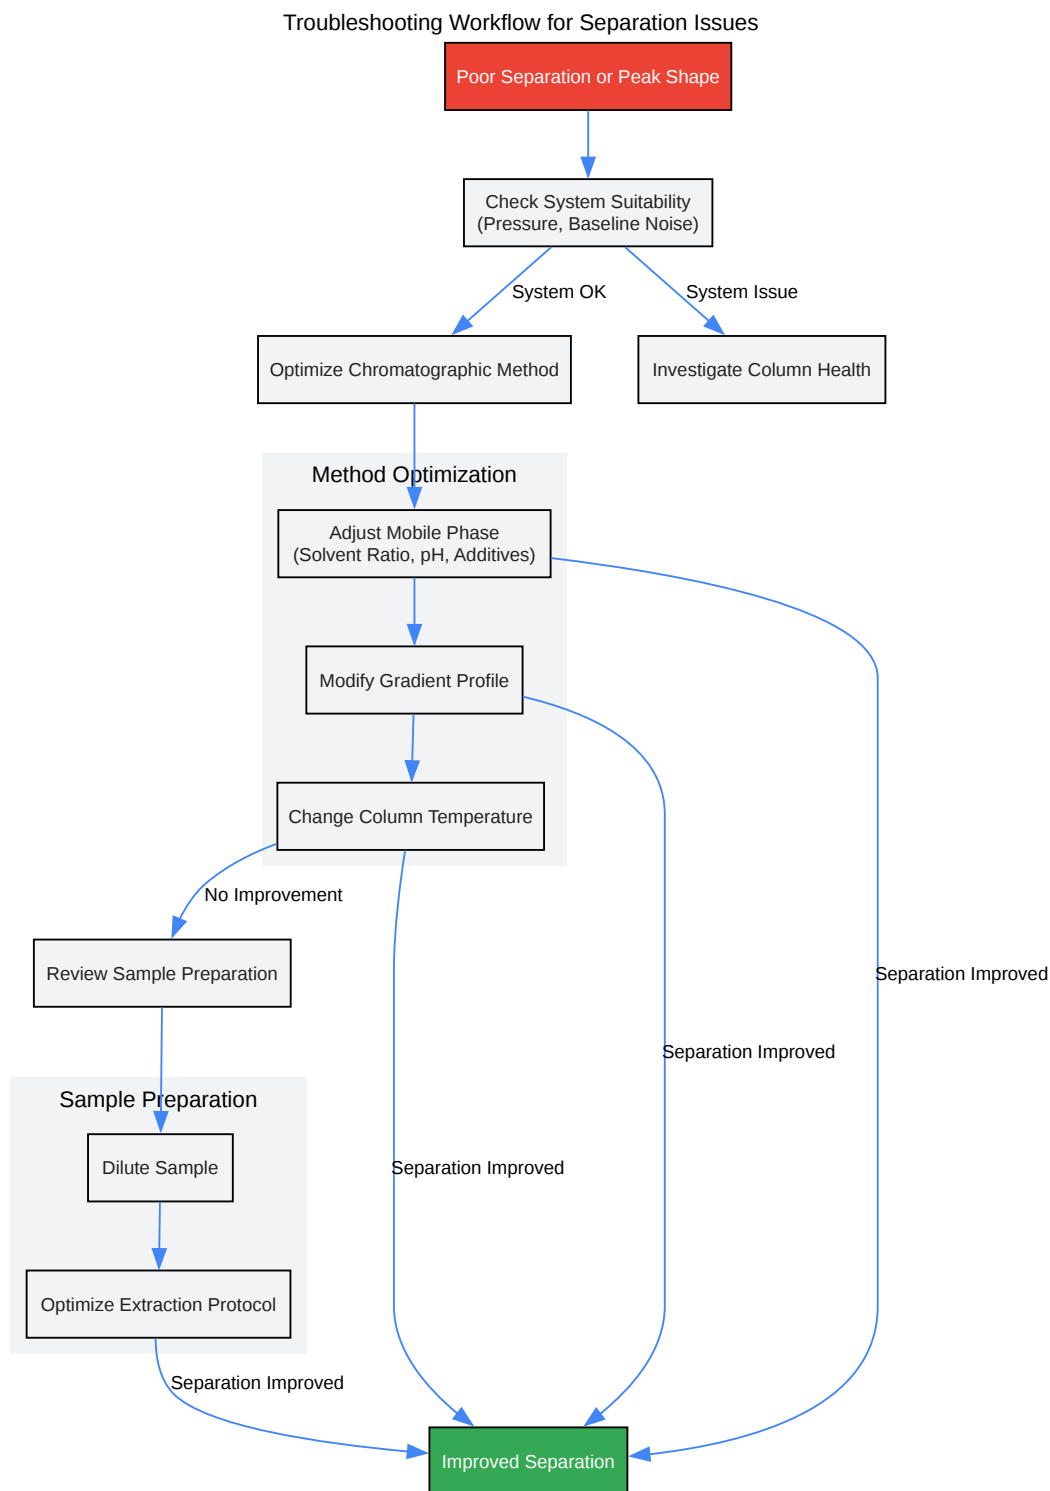 Troubleshooting Workflow for Separation Issues
Poor Separation or Peak Shape
Check System Suitability
(Pressure, Baseline Noise)
System OK
System Issue
Optimize Chromatographic Method
Investigate Column Health
Method Optimization
Adjust Mobile Phase
(Solvent Ratio, pH, Additives)
Modify Gradient Profile
Change Column Temperature
No Improvement
Review Sample Preparation
Separation Improved
Separation Improved
Sample Preparation
Dilute Sample
Separation Improved
Optimize Extraction Protocol
Separation Improved
Improved Separation